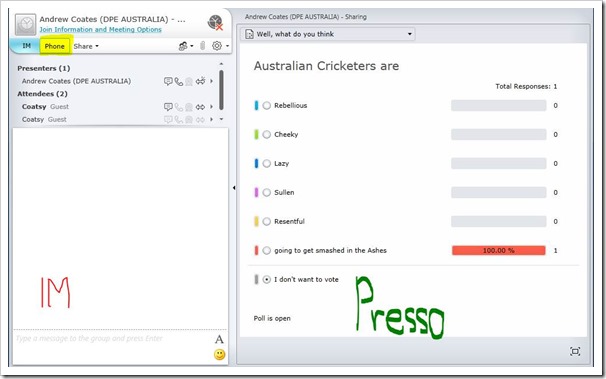 Andrew Coates (DPE AUSTRALIA) - ...
Join Information and Meeting Options
IM Phone Share
Presenters (1)
Andrew Coates (DPE AUSTRALIA)
Attendees (2)
Coatsy Guest
Coatsy Guest
IM
Type a message to the group and press Enter
A
Andrew Coates (DPE AUSTRALIA) - Sharing
Well, what do you think
Australian Cricketers are
Total Responses: 1
Rebellious 0
Cheeky 0
Lazy 0
Sullen 0
Resentful 0
going to get smashed in the Ashes 100.00 % 1
I don't want to vote
Presso
Poll is open